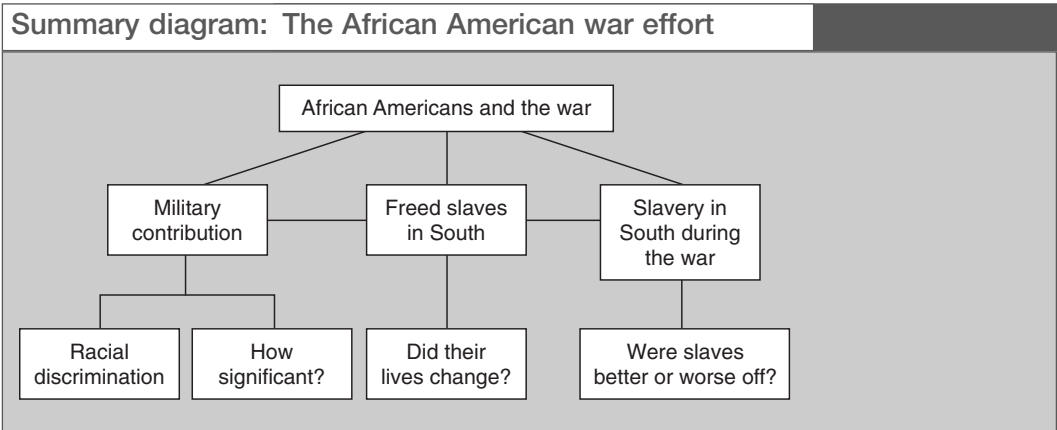 Summary diagram: The African American war effort
African Americans and the war
Military
contribution
Freed slaves
in South
Slavery in
South during
the war
Racial
discrimination
How
significant?
Did their
lives change?
Were slaves
better or worse off?